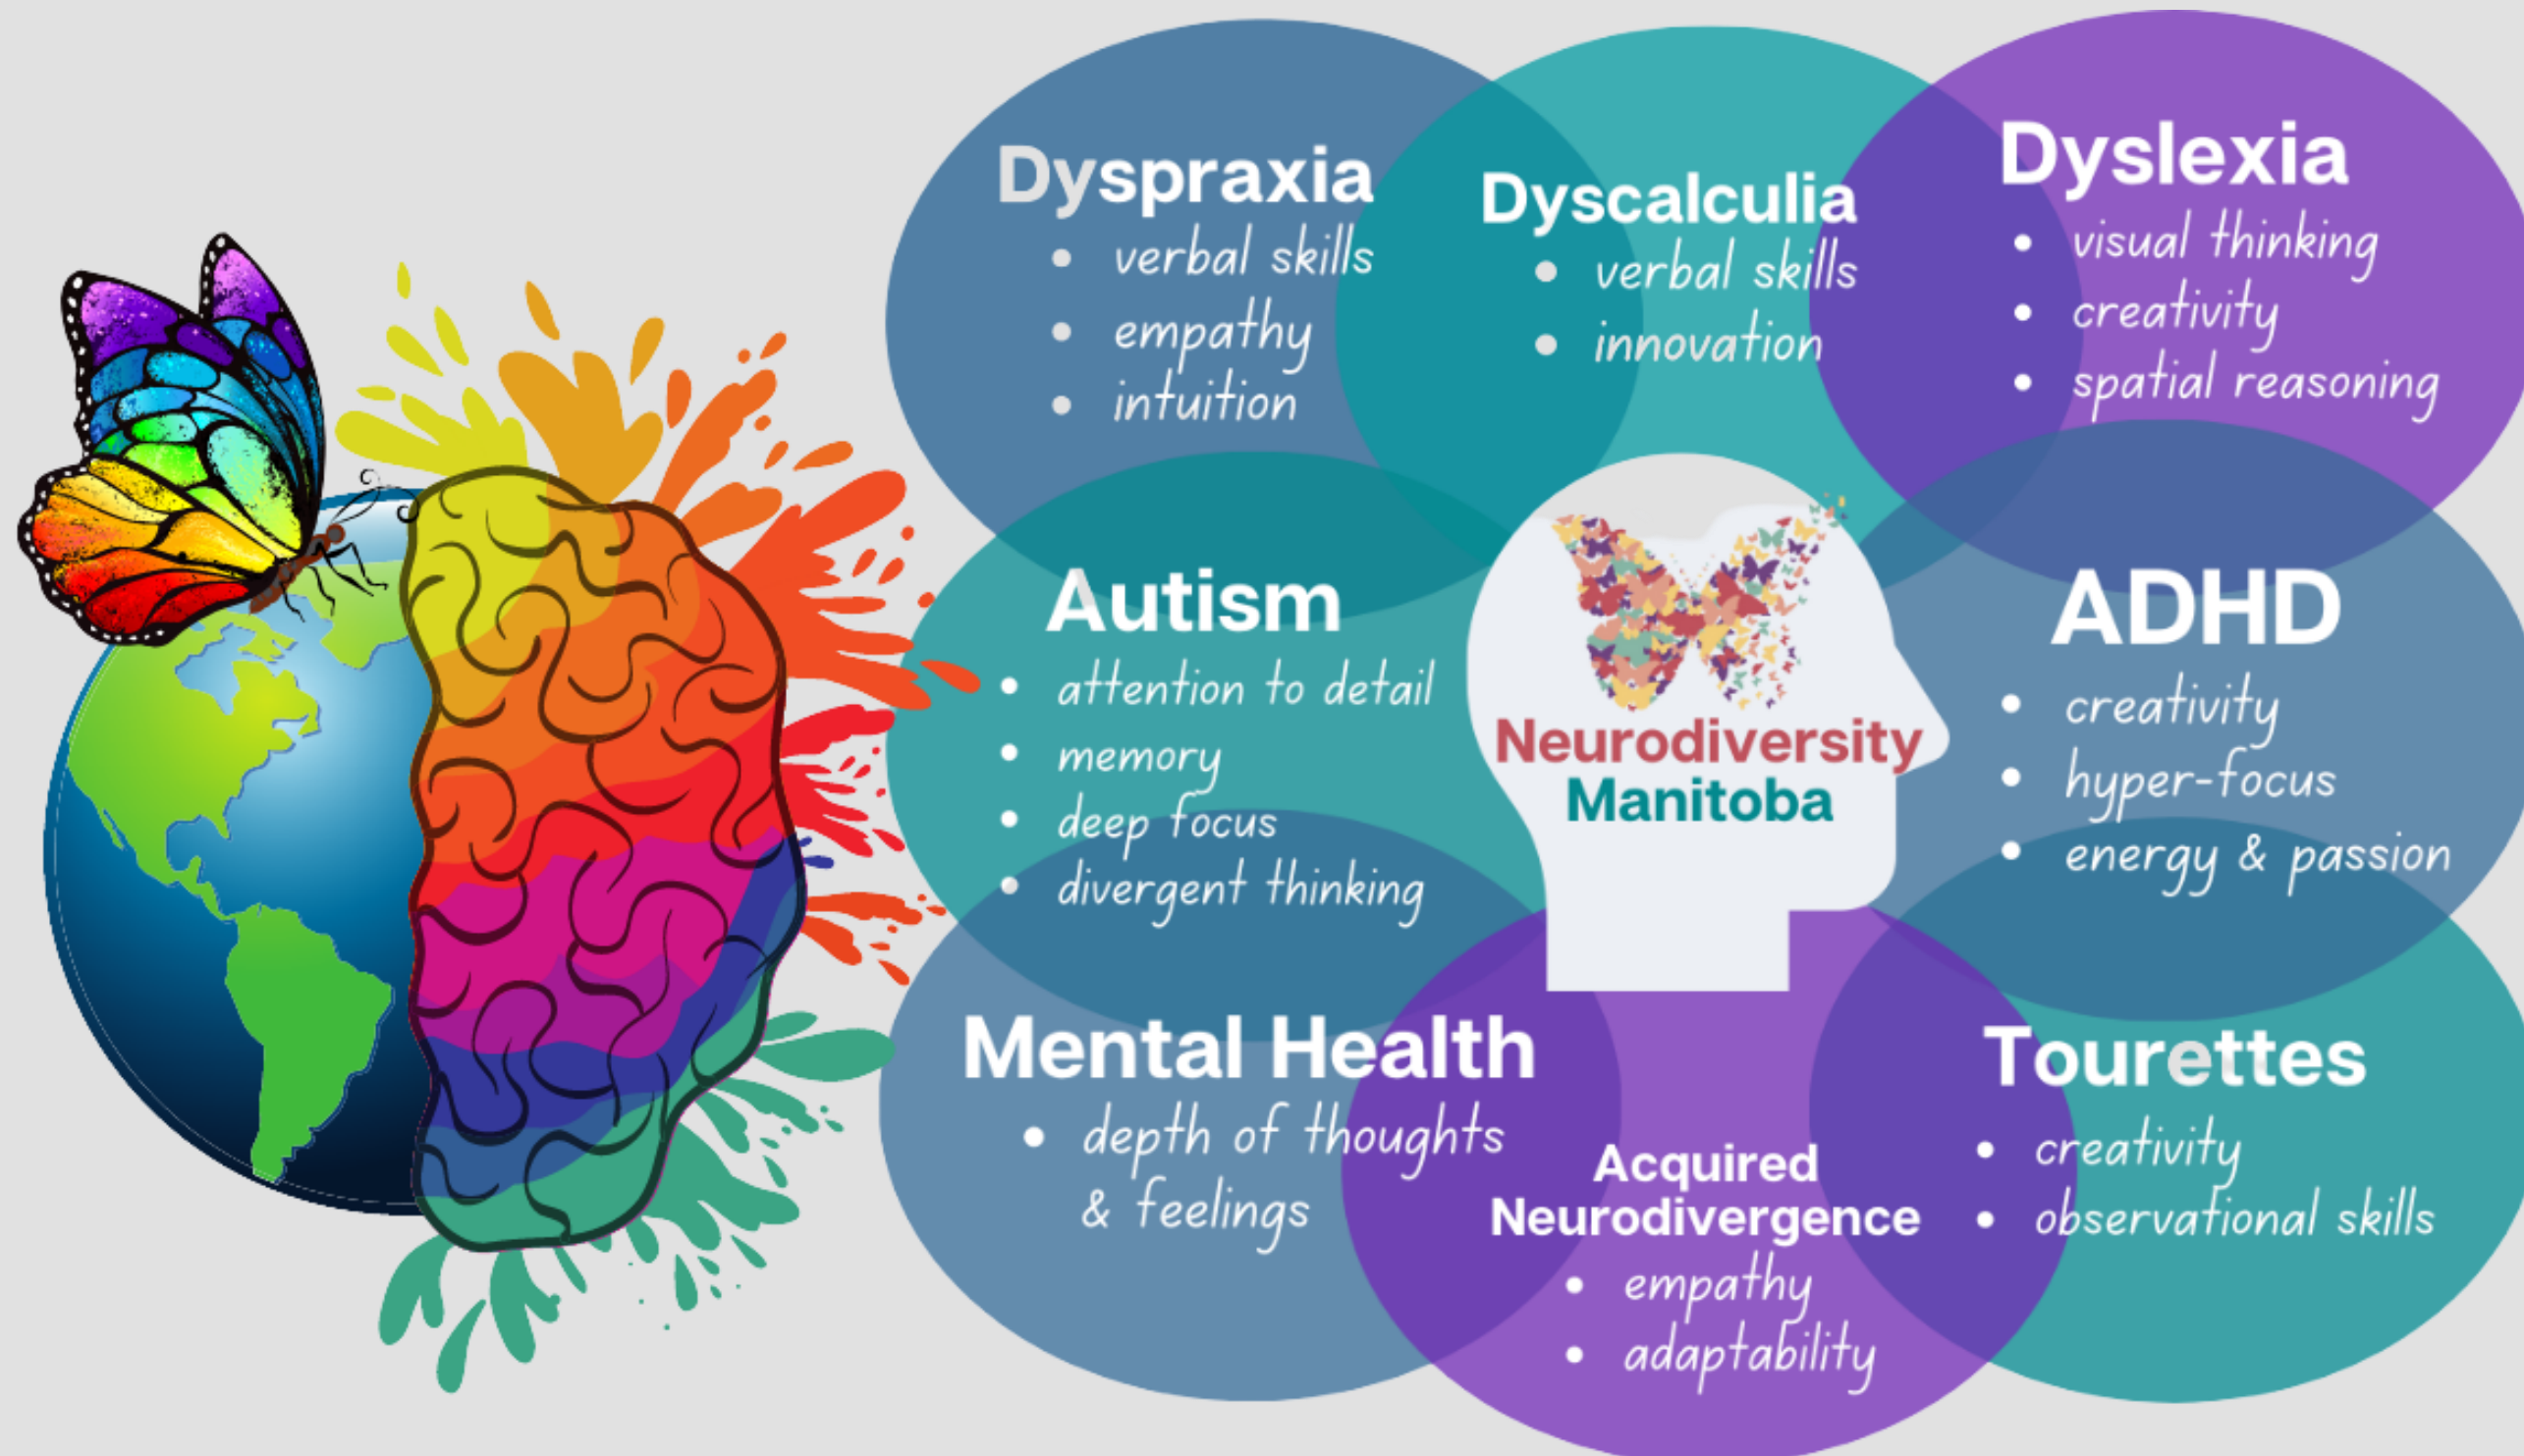 Dyspraxia
• verbal skills
• empathy
• intuition
Dyscalculia
• verbal skills
• innovation
Dyslexia
• visual thinking
• creativity
• spatial reasoning
Autism
• attention to detail
• memory
• deep focus
• divergent thinking
Neurodiversity
Manitoba
ADHD
• creativity
• hyper-focus
• energy & passion
Mental Health
• depth of thoughts
& feelings
Acquired
Neurodivergence
• empathy
• adaptability
Tourettes
• creativity
• observational skills